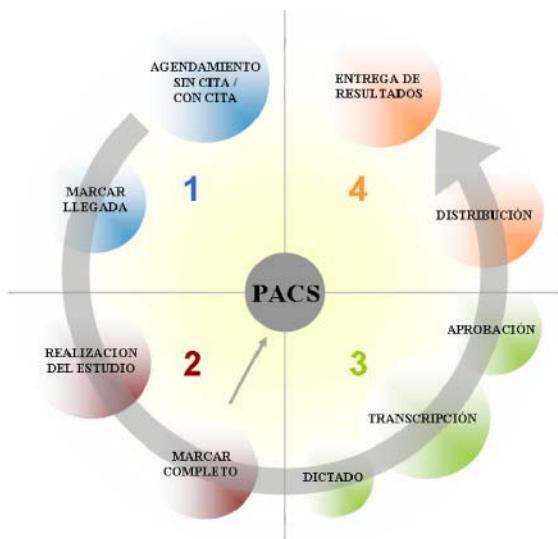 AGENDAMIENTO
SIN CITA /
CON CITA
MARCAR
LLEGADA
1
REALIZACION
DEL ESTUDIO
2
MARCAR
COMPLETO
PACS
DICTADO
3
TRANSCRIPCIÓN
APROBACIÓN
DISTRIBUCIÓN
4
ENTREGA DE
RESULTADOS